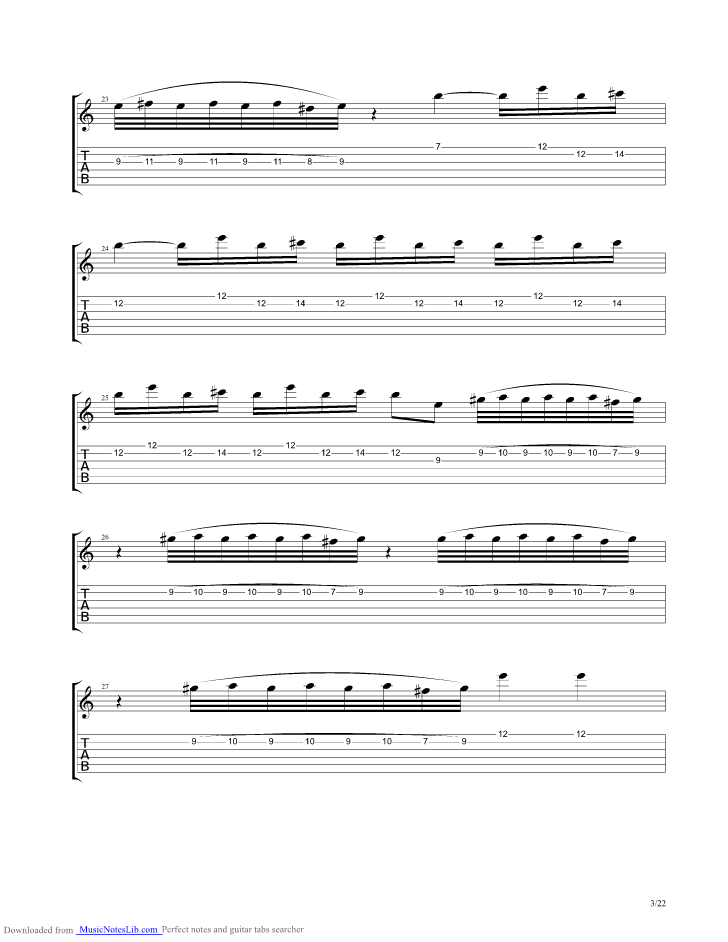 23
7 12
T 12 14
A 9 11 9 11 9 11 8 9
B
24
12 12 12 12
T 12 12 14 12 12 14 12 12 14
A
B
25
12 12
T 12 12 14 12 12 14 12 9 10 9 10 9 10 7 9
A 9
B
26
T 9 10 9 10 9 10 7 9 9 10 9 10 9 10 7 9
A
B
27
12 12
T 9 10 9 10 9 10 7 9
A
B
3/22
Downloaded from MusicNotesLib.com Perfect notes and guitar tabs searcher